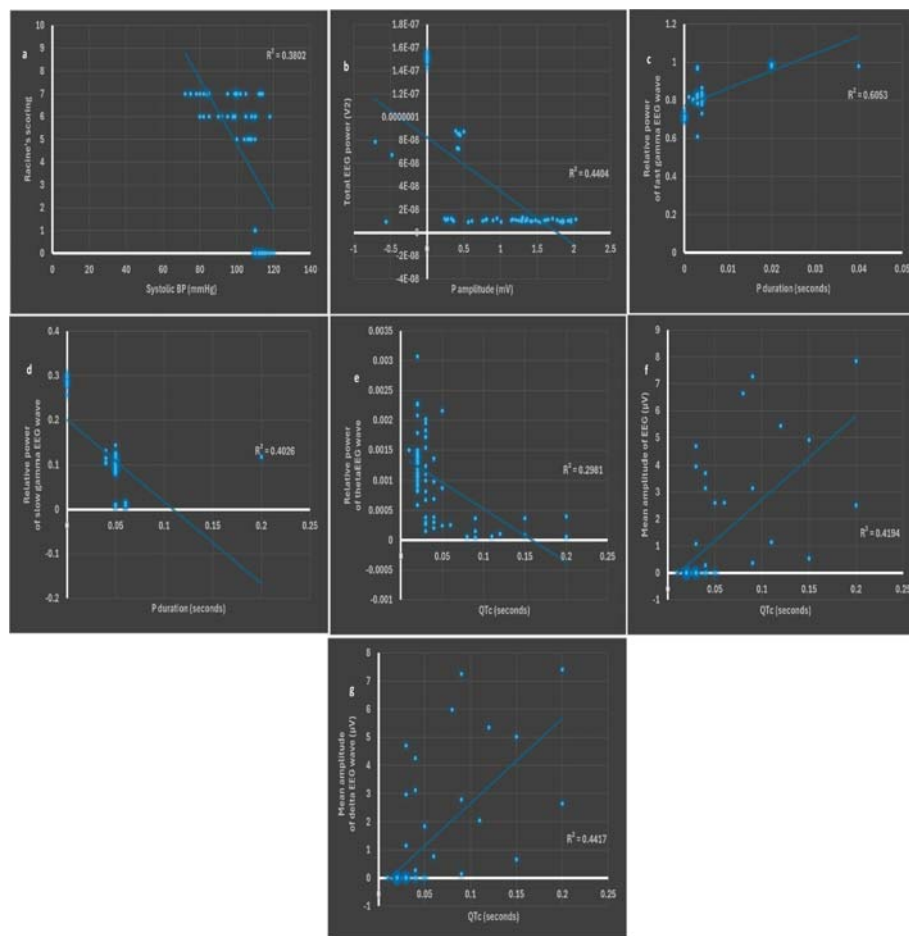 a
Racine's scoring
10
9
8
7
6
5
4
3
2
1
0
R² = 0.3802
0 20 40 60 80 100 120 140
Systolic BP (mmHg)
b
Total EEG power (V2)
1.8E-07
1.6E-07
1.4E-07
1.2E-07
0.0000001
8E-08
6E-08
4E-08
2E-08
0
-2E-08
-4E-08
R² = 0.4404
-1 -0.5 0 0.5 1 1.5 2 2.5
P amplitude (mV)
c
Relative power
of fast gamma EEG wave
1.2
1
0.8
0.6
0.4
0.2
0
R² = 0.6053
0 0.01 0.02 0.03 0.04 0.05
P duration (seconds)
d
Relative power
of slow gamma EEG wave
0.4
0.3
0.2
0.1
0
-0.1
-0.2
R² = 0.4026
0.05 0.1 0.15 0.2 0.25
P duration (seconds)
e
Relative power
of thetaEEG wave
0.0035
0.003
0.0025
0.002
0.0015
0.001
0.0005
0
-0.0005
-0.001
R² = 0.2981
0.05 0.1 0.15 0.2 0.25
QTc (seconds)
f
Mean amplitude of EEG (µV)
9
8
7
6
5
4
3
2
1
0
-1
R² = 0.4194
0.05 0.1 0.15 0.2 0.25
QTc (seconds)
g
Mean amplitude
of delta EEG wave (µV)
8
7
6
5
4
3
2
1
0
-1
R² = 0.4417
0.05 0.1 0.15 0.2 0.25
QTc (seconds)